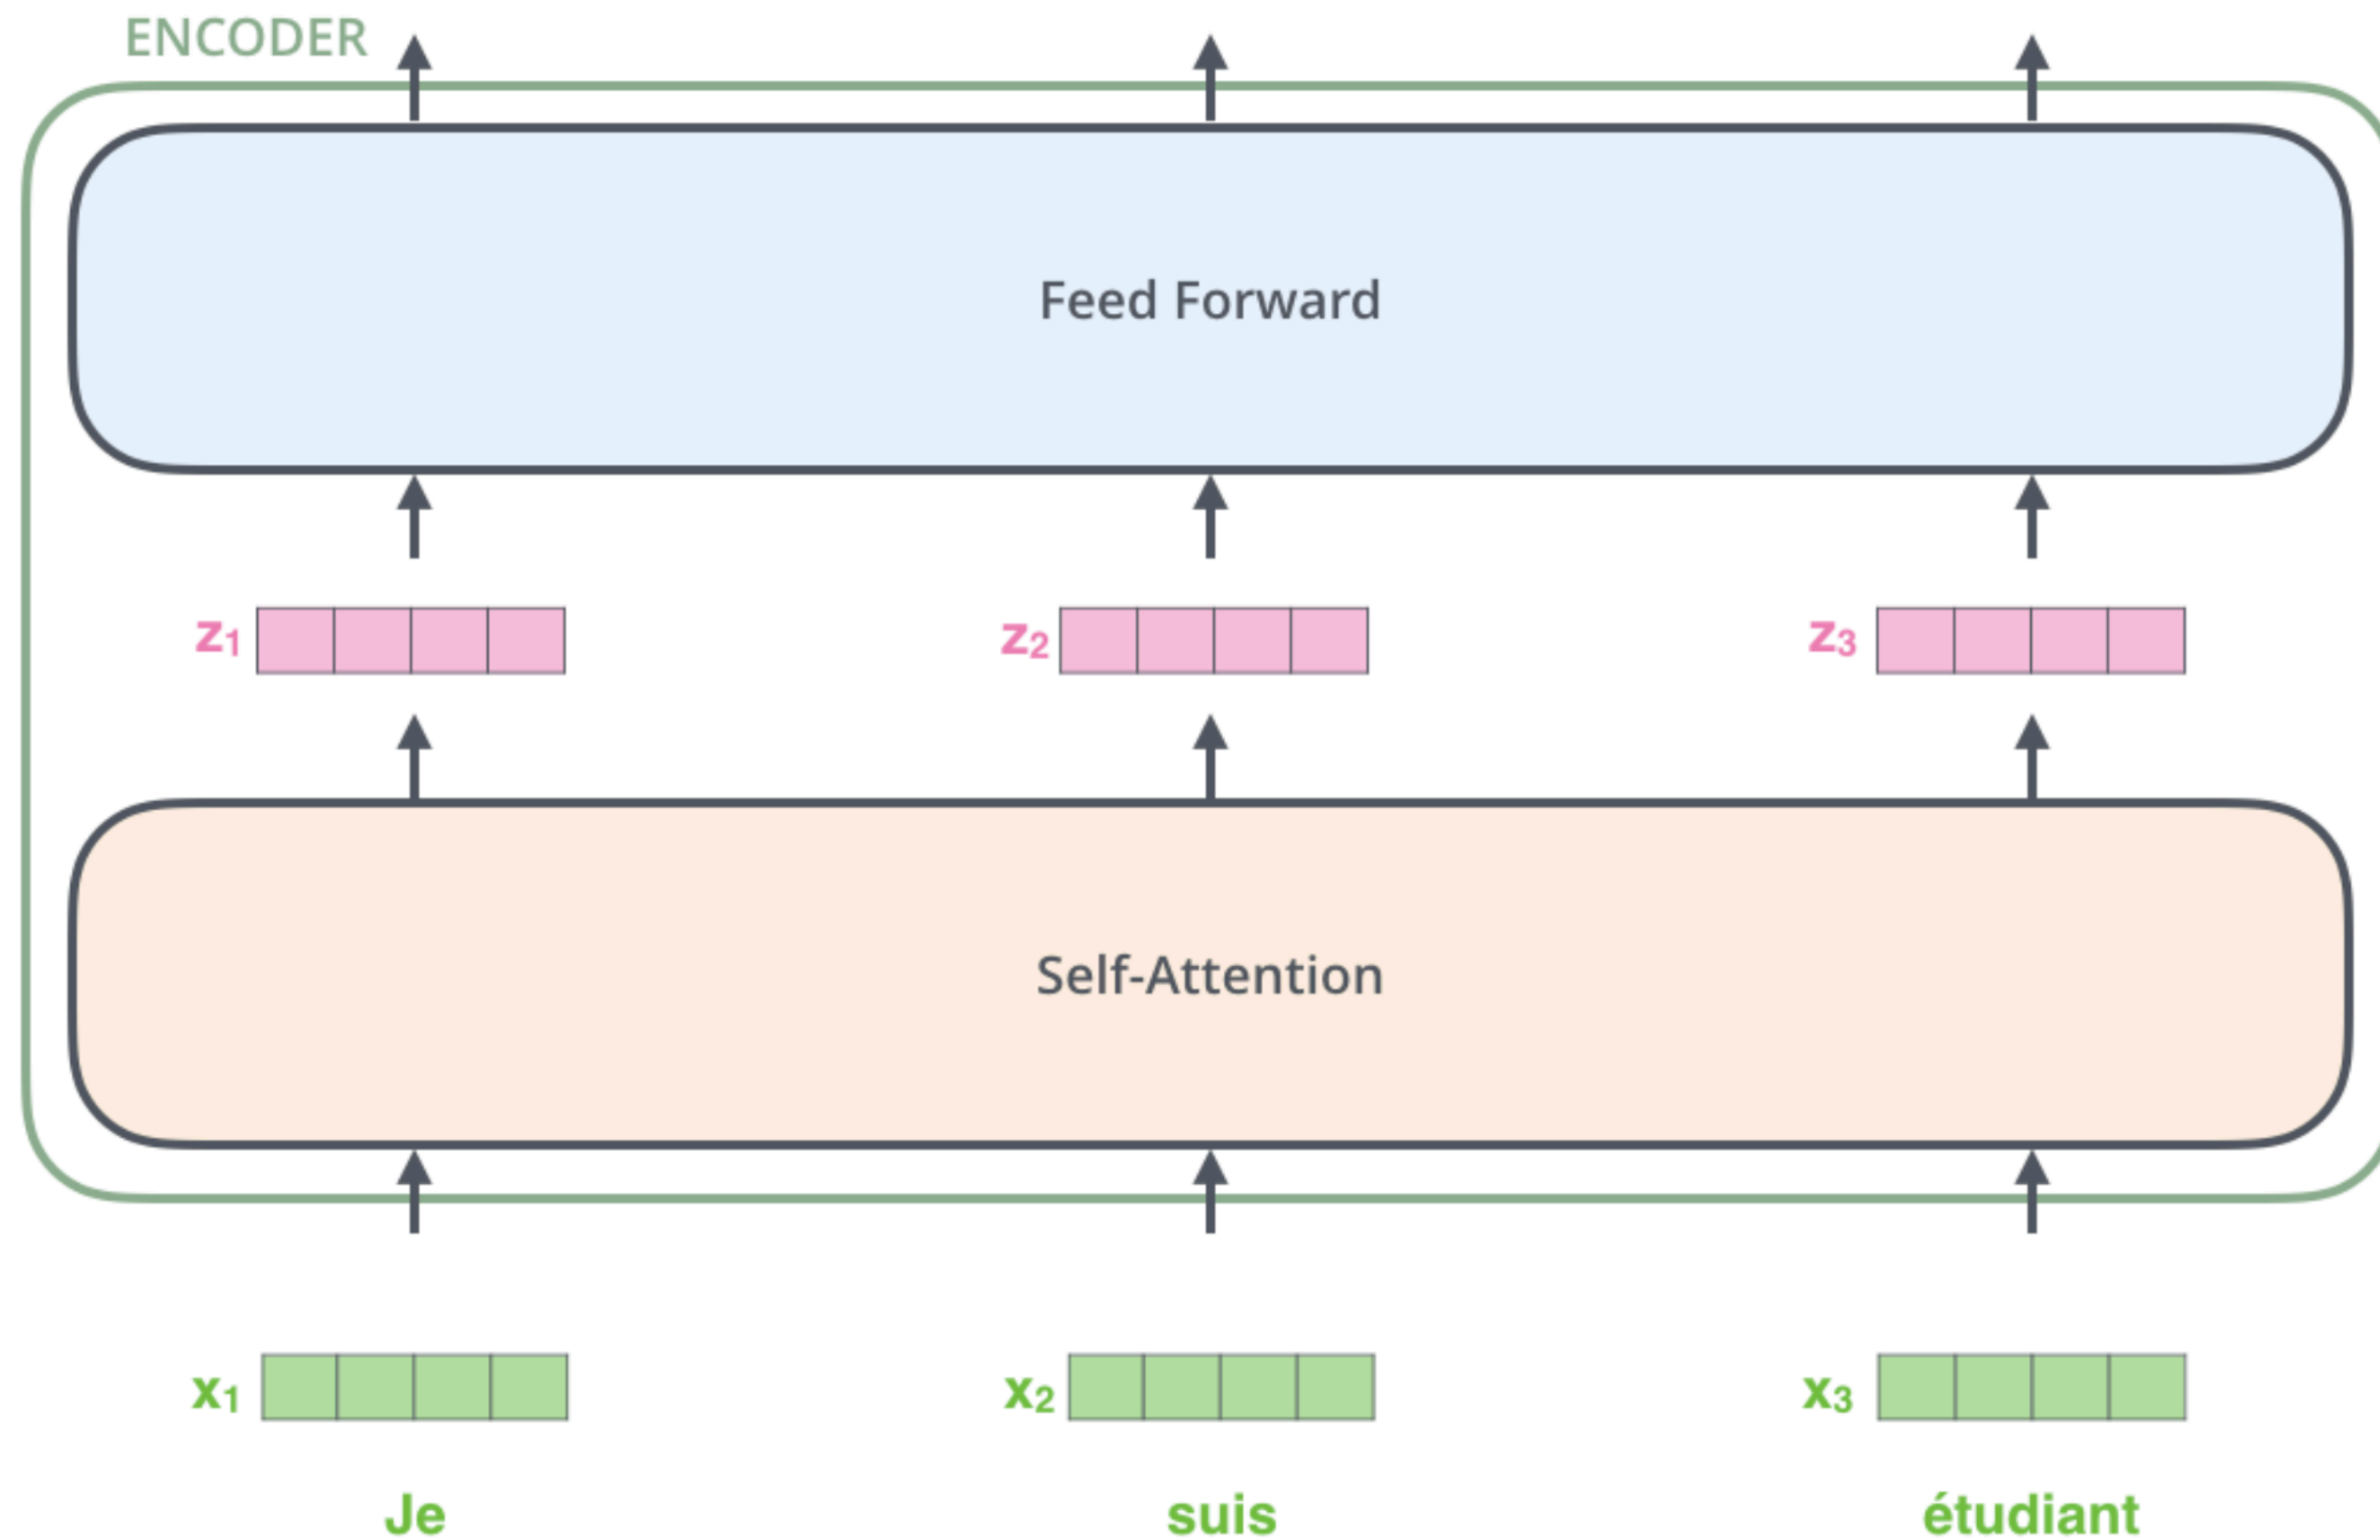 ENCODER
Feed Forward
z1 z2 z3
Self-Attention
x1 x2 x3
Je suis étudiant